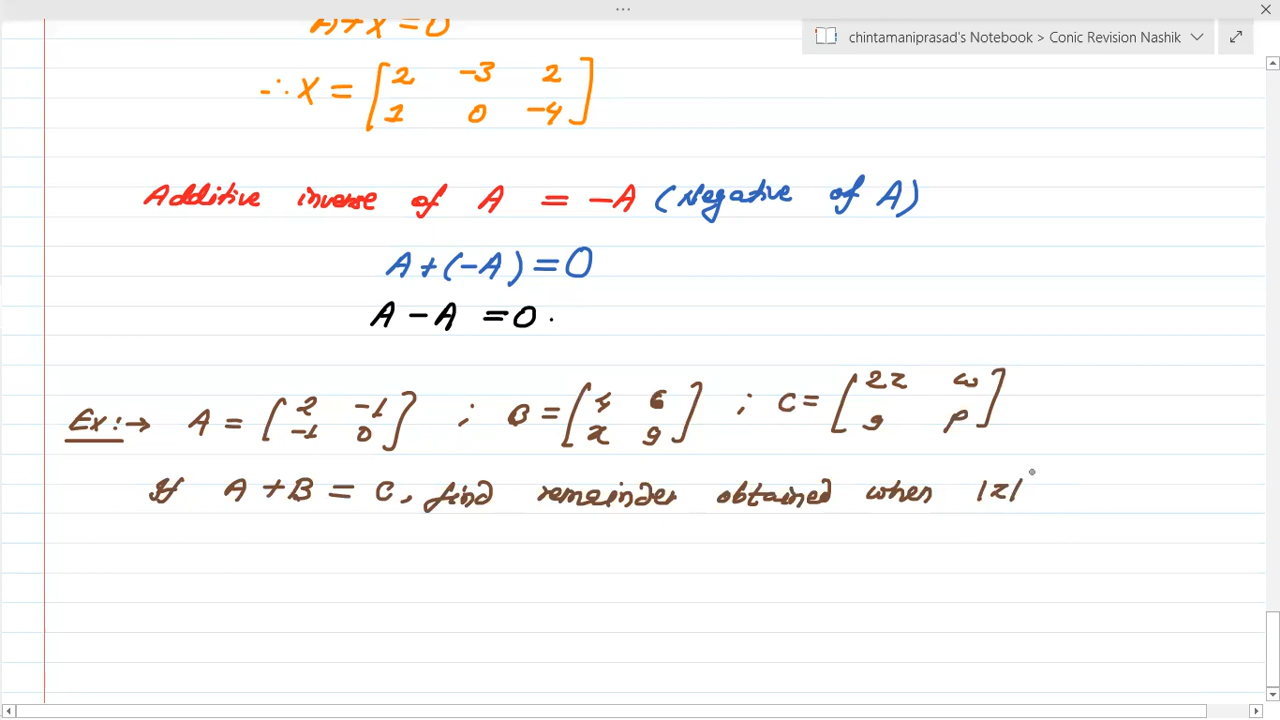 chintamaniprasad's Notebook > Conic Revision Nashik
A+X=0
∴X = [2 -3 2
1 0 -4]
Additive inverse of A = -A (Negative of A)
A+(-A)=0
A-A =0.
Ex:→ A = [2 -1 ; B = [4 6 ; C = [2z ω
-1 0] x 9] 9 p]
If A+B = C, find remainder obtained when |z|